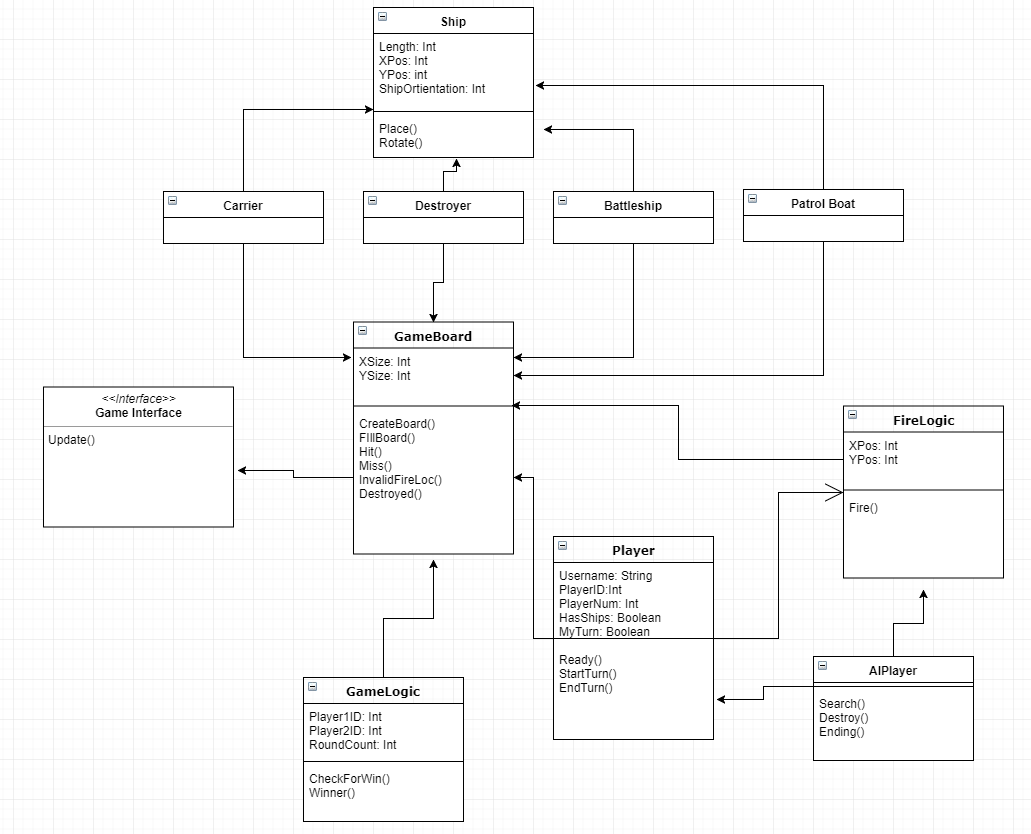 Ship
Length: Int
XPos: Int
YPos: int
ShipOrtientation: Int
Place()
Rotate()
Carrier
Destroyer
Battleship
Patrol Boat
GameBoard
XSize: Int
YSize: Int
CreateBoard()
FIllBoard()
Hit()
Miss()
InvalidFireLoc()
Destroyed()
<<Interface>>
Game Interface
Update()
FireLogic
XPos: Int
YPos: Int
Fire()
Player
Username: String
PlayerID:Int
PlayerNum: Int
HasShips: Boolean
MyTurn: Boolean
Ready()
StartTurn()
EndTurn()
AIPlayer
Search()
Destroy()
Ending()
GameLogic
Player1ID: Int
Player2ID: Int
RoundCount: Int
CheckForWin()
Winner()